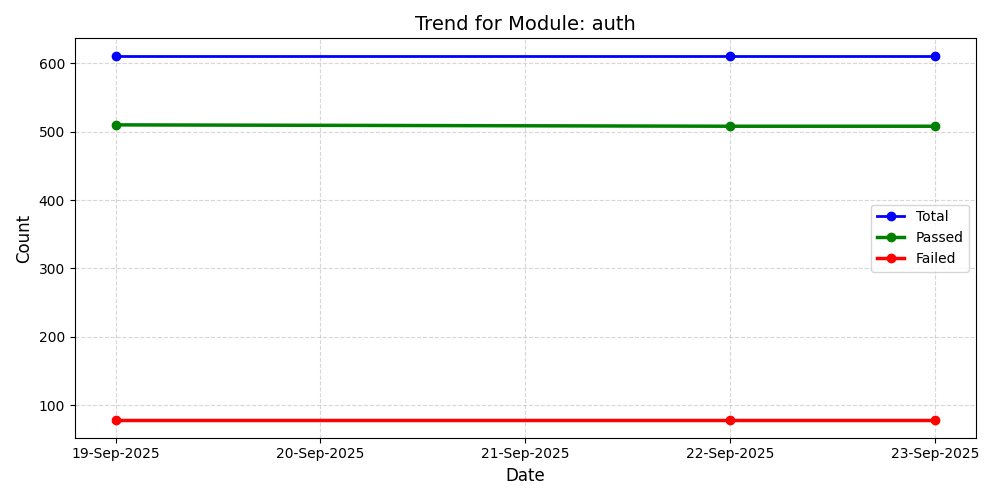 Trend for Module: auth
600
500
400
300
200
100
Count
Total
Passed
Failed
19-Sep-2025
20-Sep-2025
21-Sep-2025
22-Sep-2025
23-Sep-2025
Date